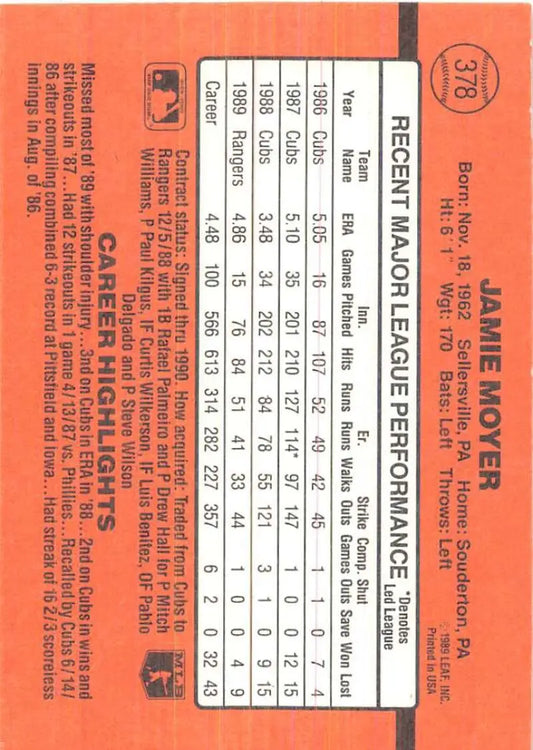 378
JAMIE MOYER
Born: Nov. 18, 1962 Sellersville, PA Home: Souderton, PA
Ht: 6'1" Wgt: 170 Bats: Left Throws: Left
© 1989 LEAF, INC.
Printed in USA
RECENT MAJOR LEAGUE PERFORMANCE *Denotes Led League
Year Team Name ERA Games Inn. Pitched Hits Runs Er. Runs Walks Strike Outs Comp. Games Shut Outs Save Won Lost
1986 Cubs 5.05 16 87 107 52 49 42 45 1 1 0 7 4
1987 Cubs 5.10 35 201 210 127 114* 97 147 1 0 0 12 15
1988 Cubs 3.48 34 202 212 84 78 55 121 3 1 0 9 15
1989 Rangers 4.86 15 76 84 51 41 33 44 1 0 0 4 9
Career 4.48 100 566 613 314 282 227 357 6 2 0 32 43
Contract status: Signed thru 1990. How acquired: Traded from Cubs to
Rangers 12/5/88 with 1B Rafael Palmeiro and P Drew Hall for P Mitch
Williams, P Paul Kilgus, IF Curtis Wilkerson, IF Luis Benitez, OF Pablo
Delgado and P Steve Wilson
MLB
CAREER HIGHLIGHTS
Missed most of '89 with shoulder injury...3rd on Cubs in ERA in '88...2nd on Cubs in wins and
strikeouts in '87...Had 12 strikeouts in 1 game 4/13/87 vs. Phillies...Recalled by Cubs 6/14/
86 after compiling combined 6-3 record at Pittsfield and Iowa...Had streak of 16 2/3 scoreless
innings in Aug. of '86.